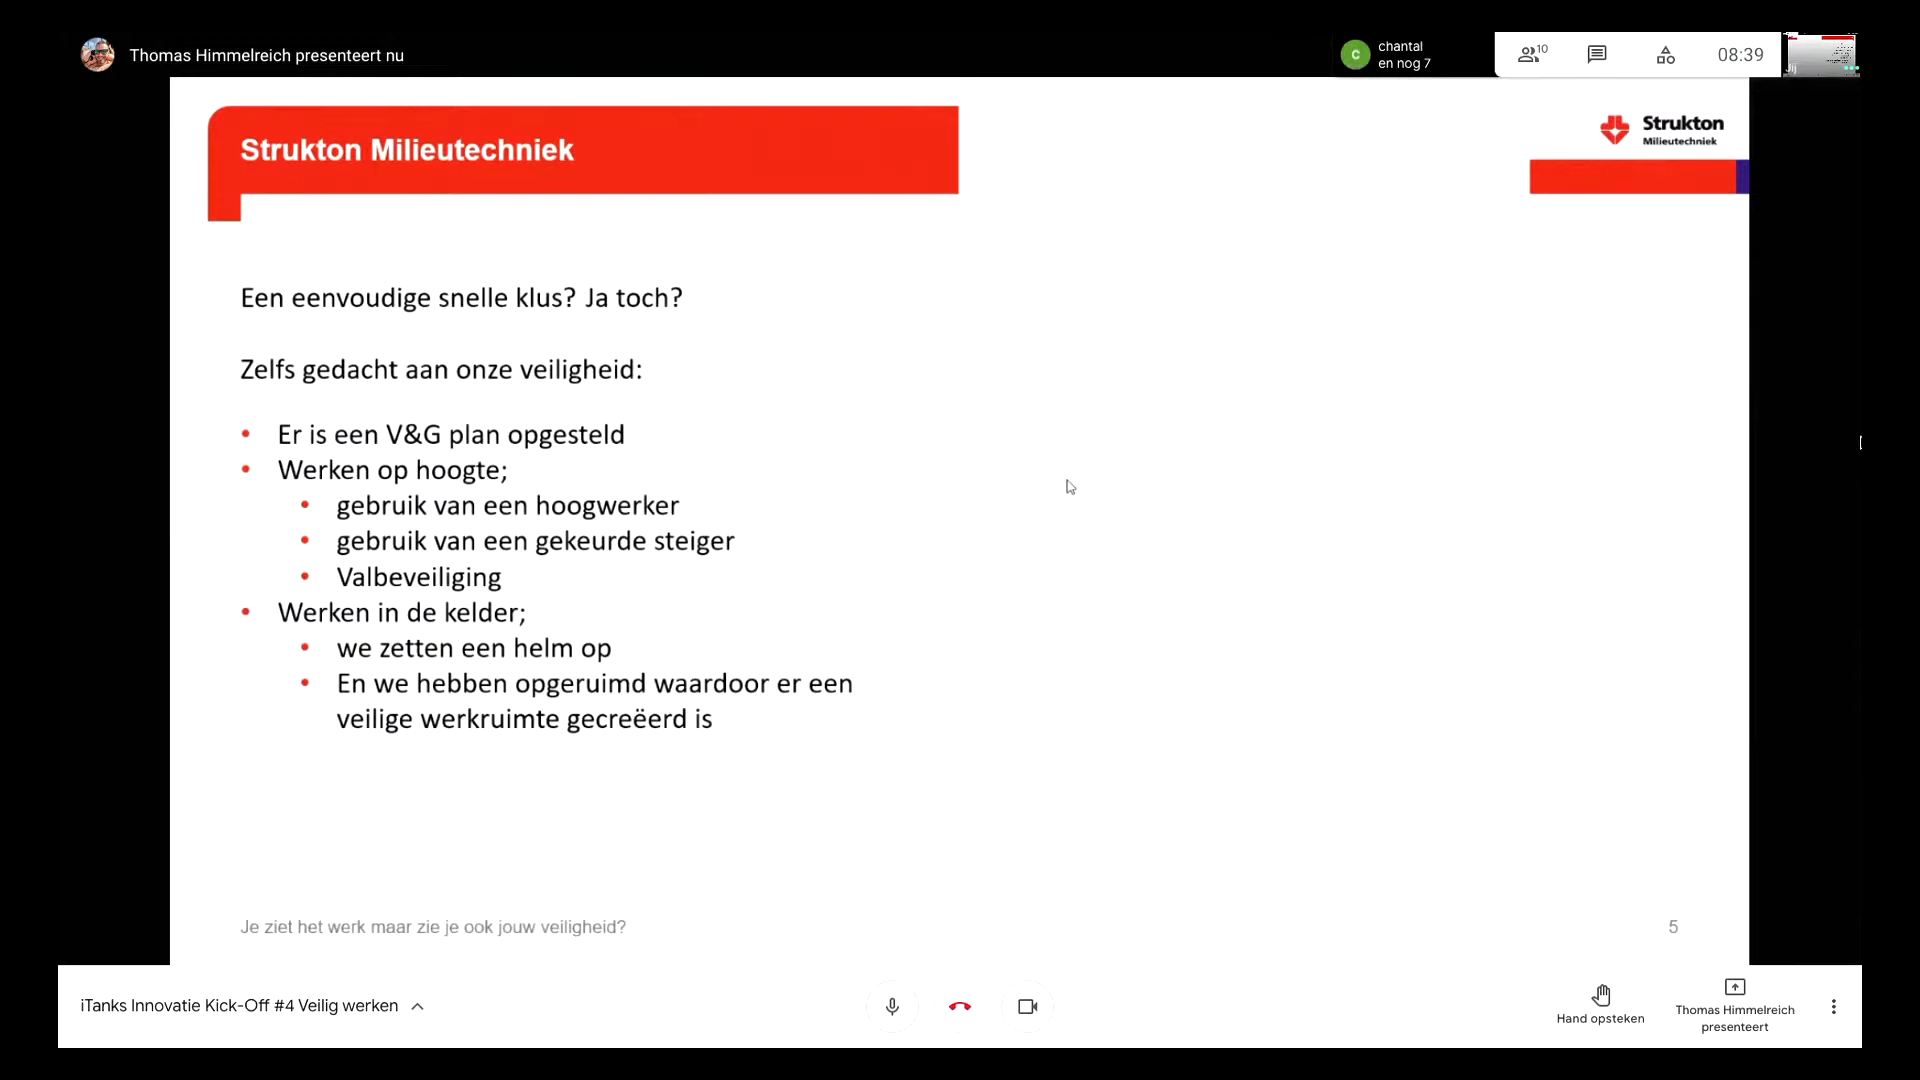 Thomas Himmelreich presenteert nu
C
chantal
en nog 7
10
08:39
Strukton Milieutechniek
Strukton
Milieutechniek
Een eenvoudige snelle klus? Ja toch?
Zelfs gedacht aan onze veiligheid:
• Er is een V&G plan opgesteld
• Werken op hoogte;
• gebruik van een hoogwerker
• gebruik van een gekeurde steiger
• Valbeveiliging
• Werken in de kelder;
• we zetten een helm op
• En we hebben opgeruimd waardoor er een
veilige werkruimte gecreëerd is
Je ziet het werk maar zie je ook jouw veiligheid?
5
iTanks Innovatie Kick-Off #4 Veilig werken
Hand opsteken
Thomas Himmelreich
presenteert